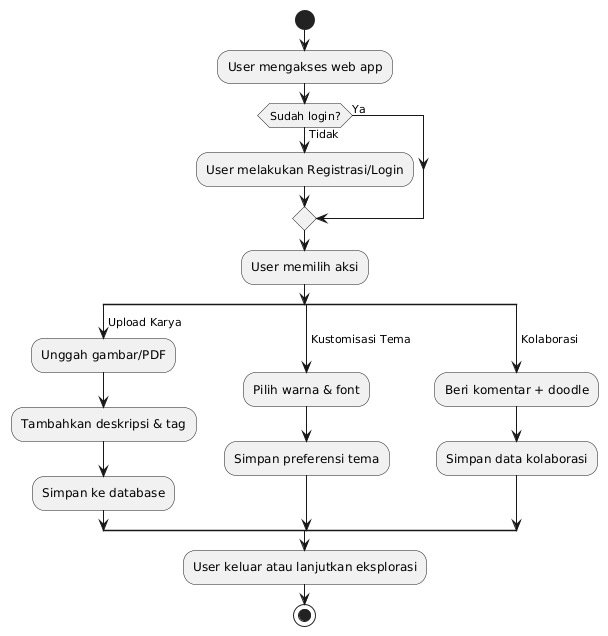 User mengakses web app
Sudah login?
Ya
Tidak
User melakukan Registrasi/Login
User memilih aksi
Upload Karya
Unggah gambar/PDF
Tambahkan deskripsi & tag
Simpan ke database
Kustomisasi Tema
Pilih warna & font
Simpan preferensi tema
Kolaborasi
Beri komentar + doodle
Simpan data kolaborasi
User keluar atau lanjutkan eksplorasi